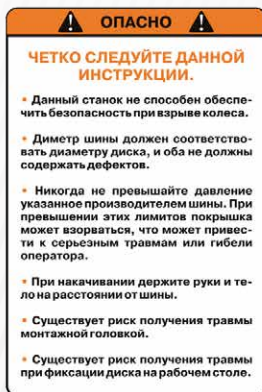 ОПАСНО
ЧЕТКО СЛЕДУЙТЕ ДАННОЙ
ИНСТРУКЦИИ.
• Данный станок не способен обеспе-
чить безопасность при взрыве колеса.
• Диметр шины должен соответство-
вать диаметру диска, и оба не должны
содержать дефектов.
• Никогда не превышайте давление
указанное производителем шины. При
превышении этих лимитов покрышка
может взорваться, что может привес-
ти к серьезным травмам или гибели
оператора.
• При накачивании держите руки и те-
ло на расстоянии от шины.
• Существует риск получения травмы
монтажной головкой.
• Существует риск получения травмы
при фиксации диска на рабочем столе.